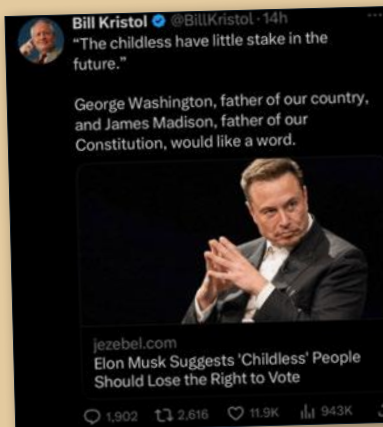 Bill Kristol @BillKristol · 14h
“The childless have little stake in the
future.”
George Washington, father of our country,
and James Madison, father of our
Constitution, would like a word.
jezebel.com
Elon Musk Suggests 'Childless' People
Should Lose the Right to Vote
1,902 2,616 11.9K 943K